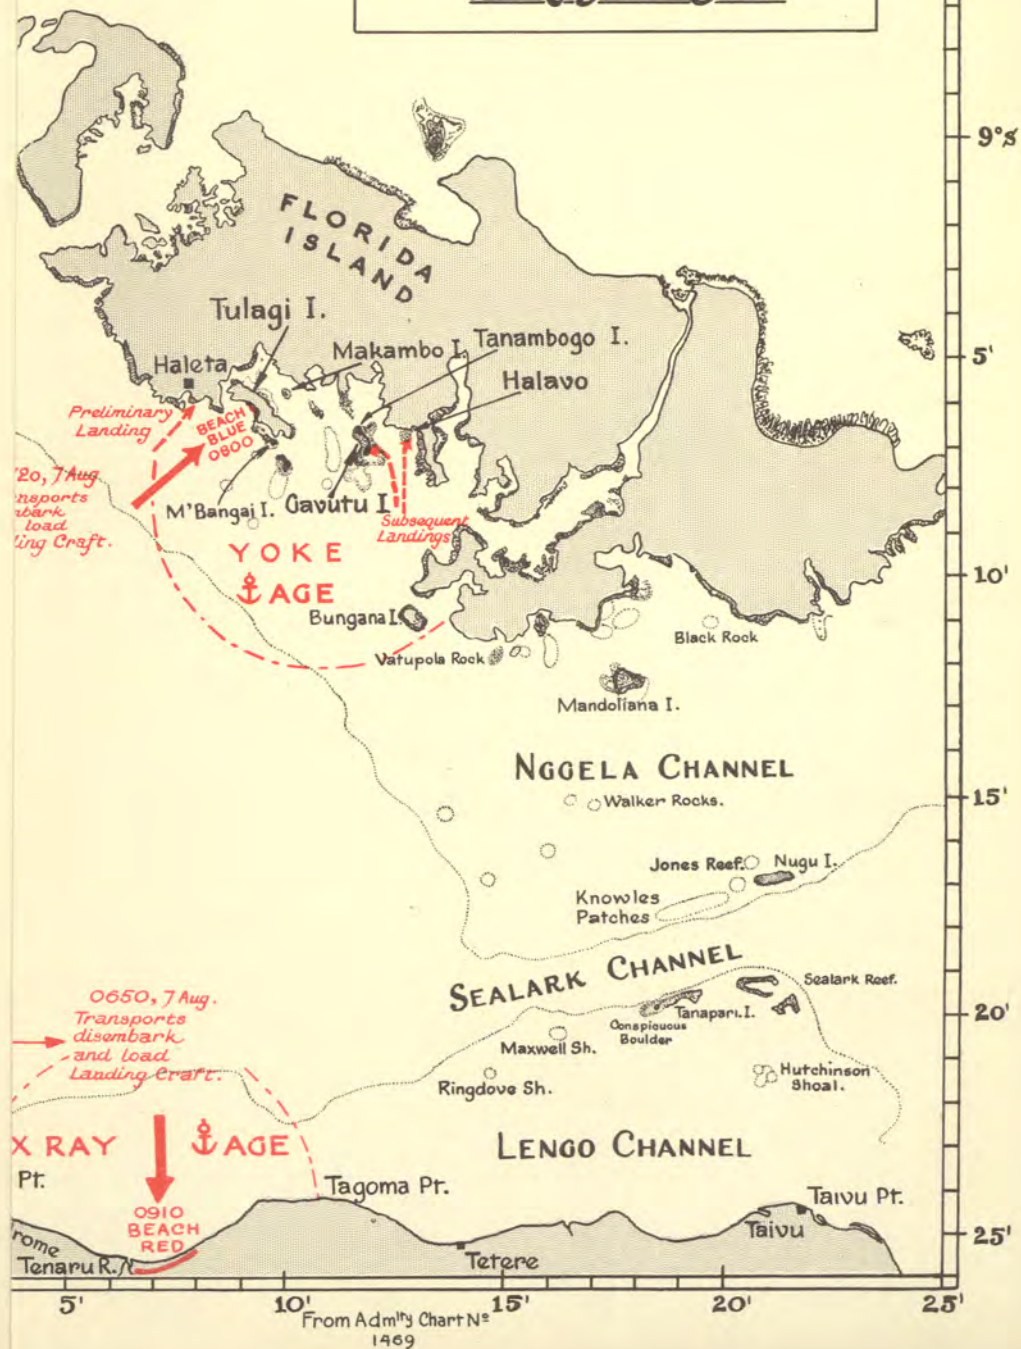 9°S
FLORIDA
ISLAND
Tulagi I.
Makambo I.
Tanambogo I.
5'
Haleta
Halavo
Preliminary
Landing
BEACH
BLUE
0800
20, 7 Aug
M'Bangai I.
Gavutu I
load
Craft.
Subsequent
Landings
YOKE
AGE
10'
Bungana I.
Black Rock
Vatupola Rock
Mandoliana I.
NGGELA CHANNEL
15'
Walker Rocks.
Jones Reef.
Nugu I.
Knowles
Patches
SEALARK CHANNEL
Sealark Reef.
0650, 7 Aug.
Transports
disembark
and load
Landing Craft.
Tanapari. I.
Conspicuous
Boulder
20'
Maxwell Sh.
Ringdove Sh.
Hutchinson
Shoal.
X RAY AGE
LENGO CHANNEL
Pt.
Tagoma Pt.
Taivu Pt.
0910
BEACH
RED
Taivu
25'
Tenaru R.
Tetere
5' 10' 15' 20' 25'
From Admlty Chart No
1469